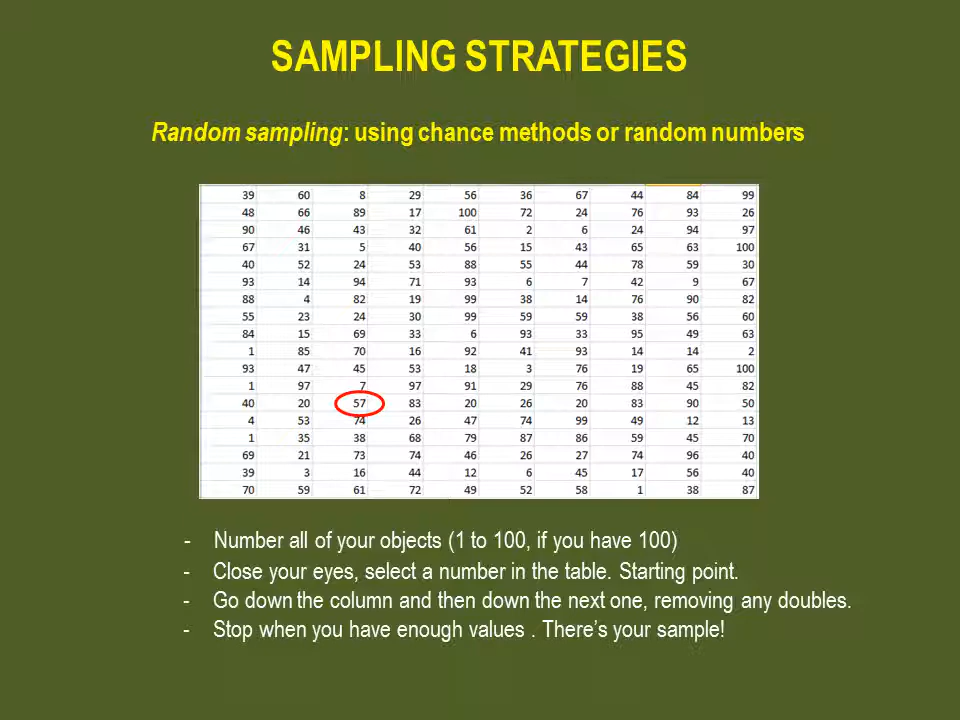 SAMPLING STRATEGIES
Random sampling: using chance methods or random numbers
39 60 8 29 56 36 67 44 84 99
48 66 89 17 100 72 24 76 93 26
90 46 43 32 61 2 6 24 94 97
67 31 5 40 56 15 43 65 63 100
40 52 24 53 88 55 44 78 59 30
93 14 94 71 93 6 7 42 9 67
88 4 82 19 99 38 14 76 90 82
55 23 24 30 99 59 59 38 56 60
84 15 69 33 6 93 33 95 49 63
1 85 70 16 92 41 93 14 14 2
93 47 45 53 18 3 76 19 65 100
1 97 7 97 91 29 76 88 45 82
40 20 57 83 20 26 20 83 90 50
4 53 74 26 47 74 99 49 12 13
1 35 38 68 79 87 86 59 45 70
69 21 73 74 46 26 27 74 96 40
39 3 16 44 12 6 45 17 56 40
70 59 61 72 49 52 58 1 38 87
- Number all of your objects (1 to 100, if you have 100)
- Close your eyes, select a number in the table. Starting point.
- Go down the column and then down the next one, removing any doubles.
- Stop when you have enough values . There’s your sample!